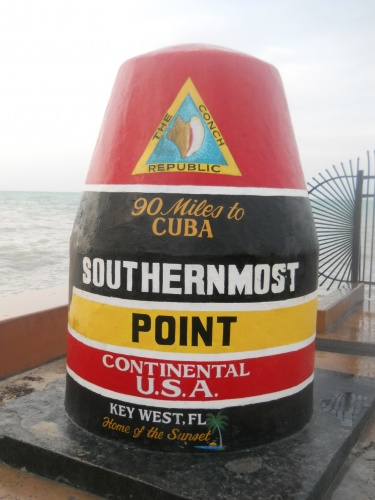 THE CONCH
REPUBLIC
90 Miles to
CUBA
SOUTHERNMOST
POINT
CONTINENTAL
U.S.A.
KEY WEST, FL
Home of the Sunset